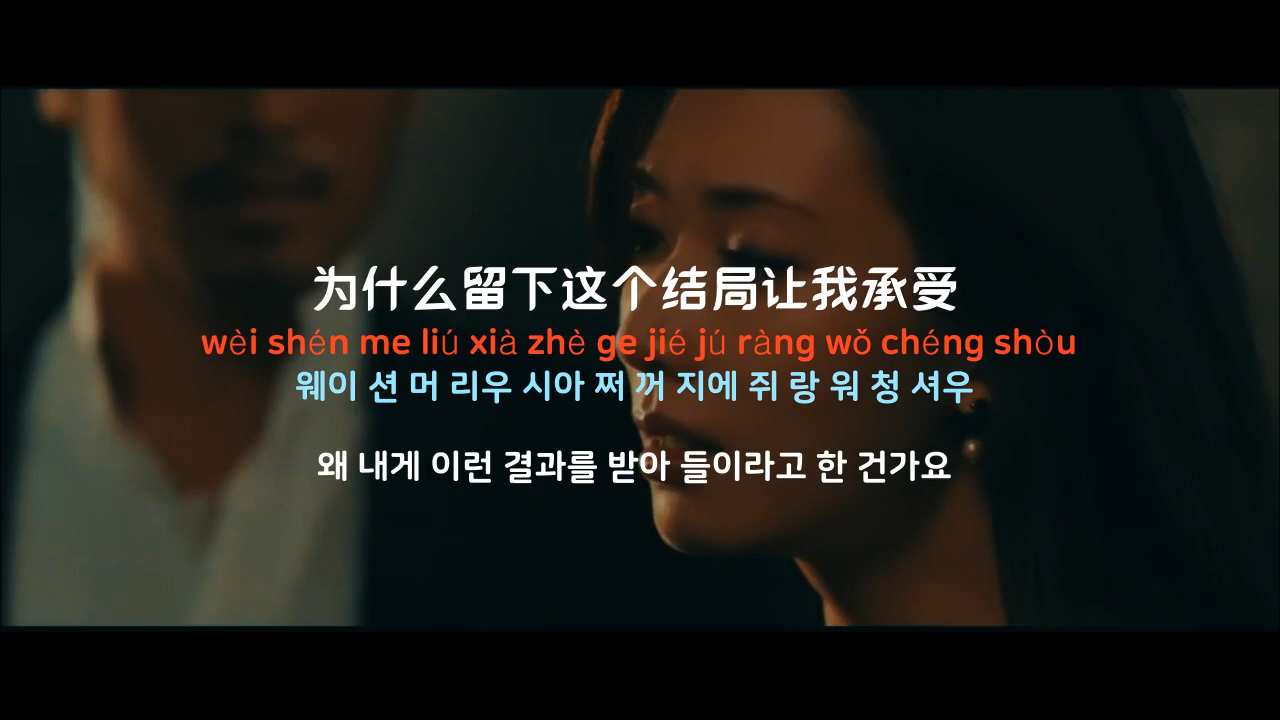 为什么留下这个结局让我承受
wèi shén me liú xià zhè ge jié jú ràng wǒ chéng shòu
웨이 션 머 리우 시아 쩌 꺼 지에 쥐 랑 워 청 셔우
왜 내게 이런 결과를 받아 들이라고 한 건가요